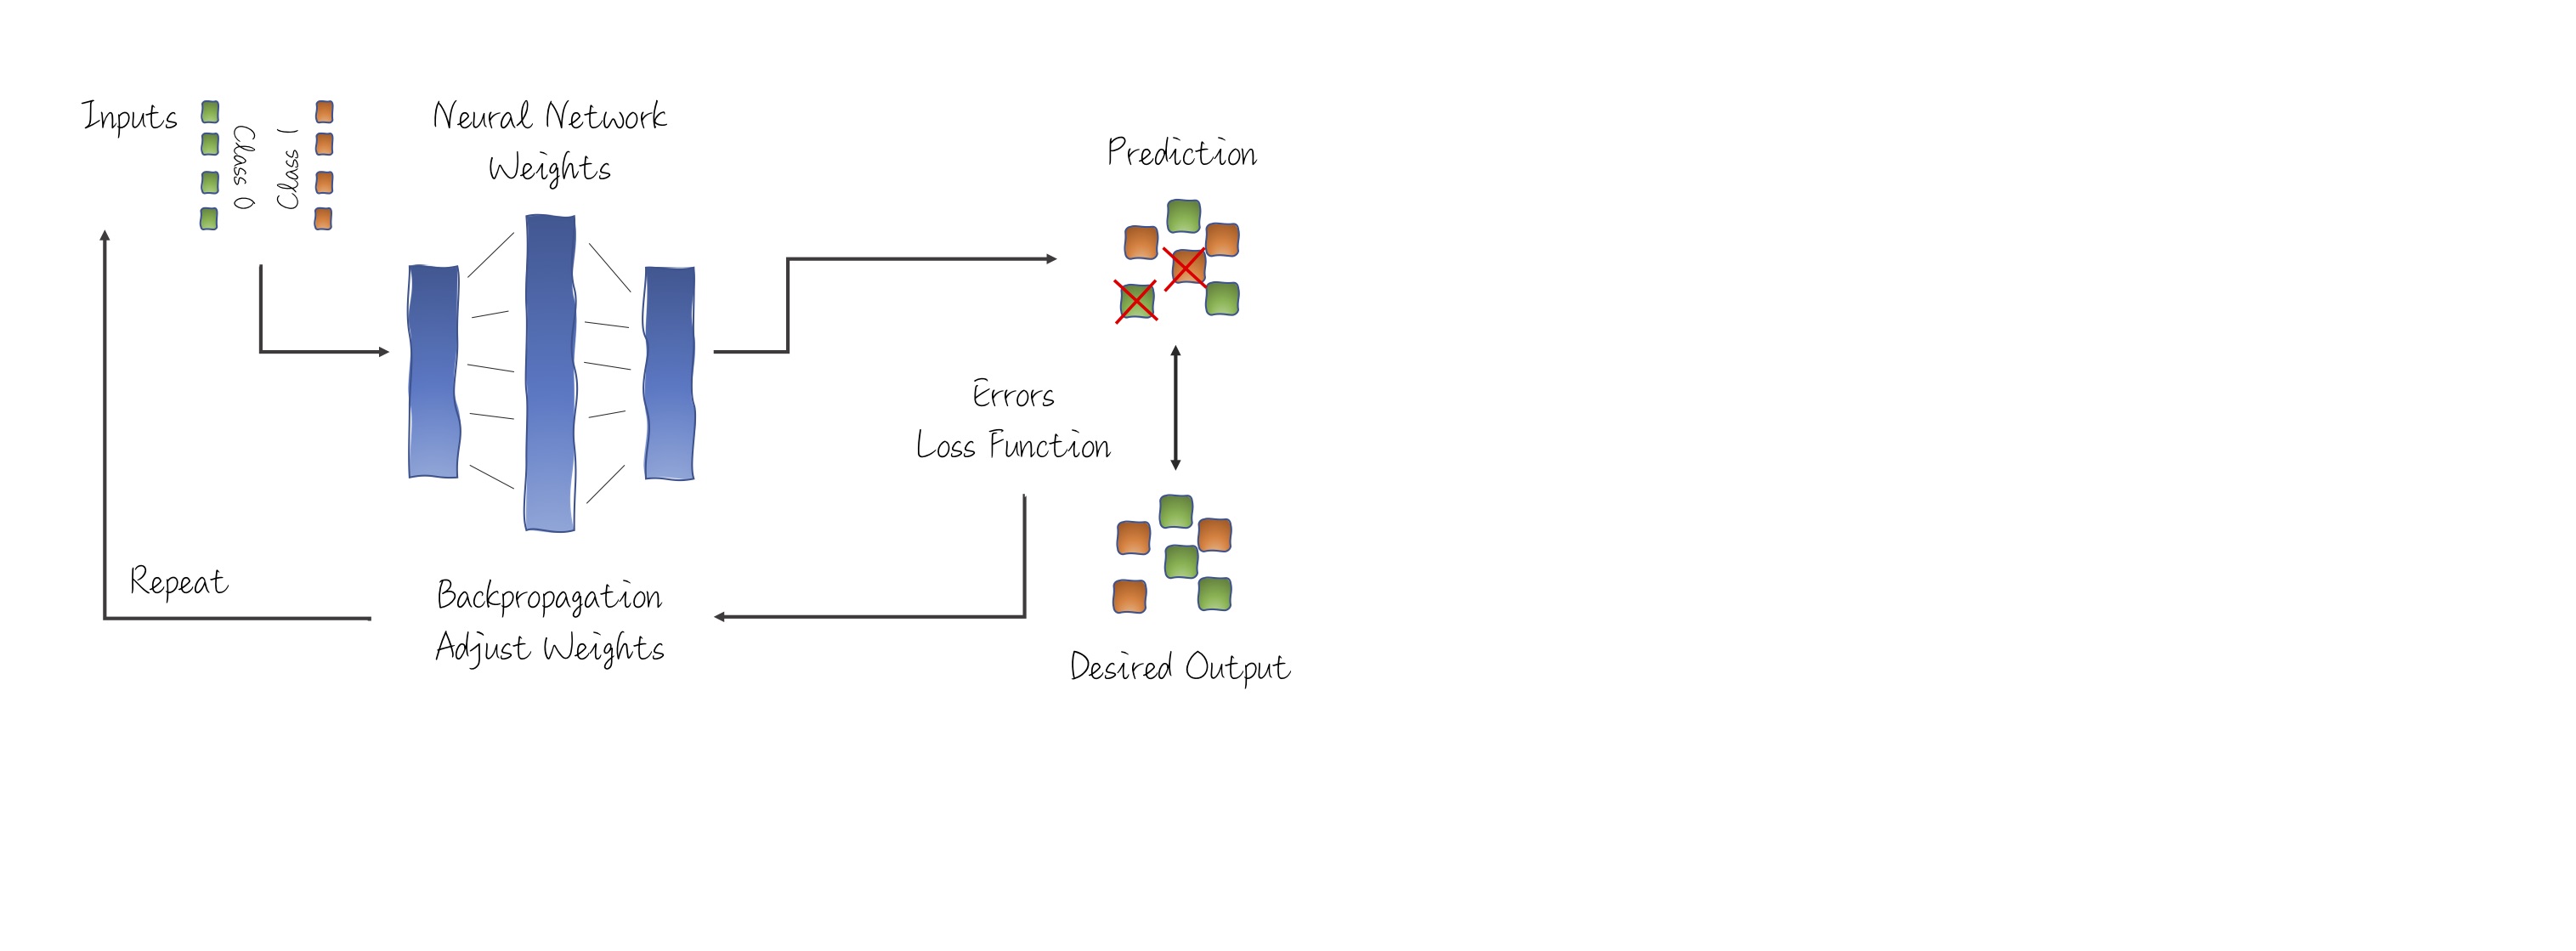 Inputs
Class 0
Class 1
Neural Network
Weights
Prediction
Errors
Loss Function
Repeat
Backpropagation
Adjust Weights
Desired Output